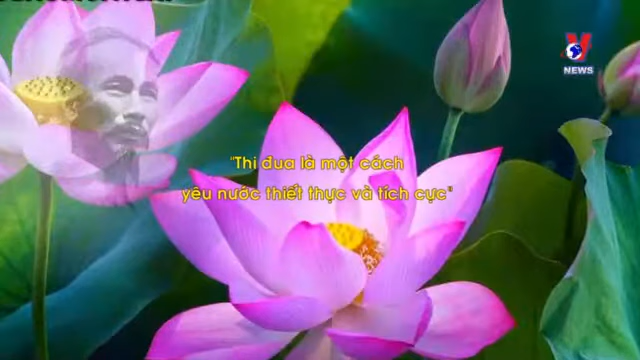 V
NEWS
"Thi đua là một cách
yêu nước thiết thực và tích cực"